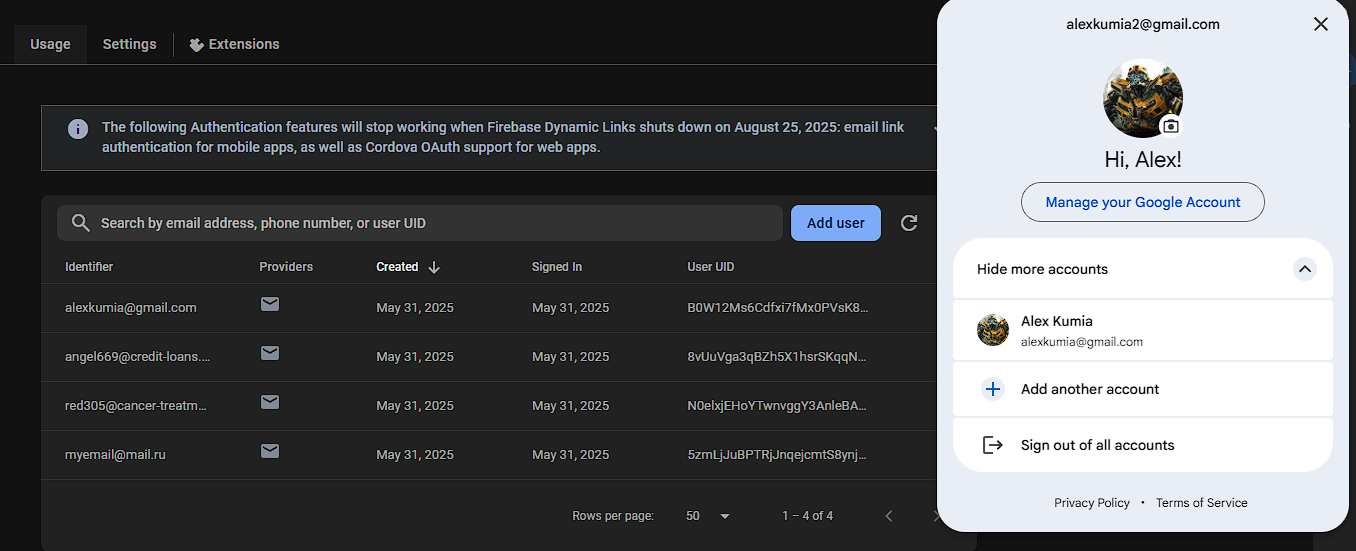 Usage
Settings
Extensions
The following Authentication features will stop working when Firebase Dynamic Links shuts down on August 25, 2025: email link
authentication for mobile apps, as well as Cordova OAuth support for web apps.
Search by email address, phone number, or user UID
Add user
Identifier Providers Created Signed In User UID
alexkumia@gmail.com May 31, 2025 May 31, 2025 B0W12Ms6Cdfxi7fMx0PVsK8...
angel669@credit-loans.... May 31, 2025 May 31, 2025 8vUuVga3qBZh5X1hsrSKqqN...
red305@cancer-treatm... May 31, 2025 May 31, 2025 N0elxjEHoYTwnvggY3AnleBA...
myemail@mail.ru May 31, 2025 May 31, 2025 5zmLjJuBPTRjJnqejcmtS8ynj...
Rows per page: 50 1 – 4 of 4
alexkumia2@gmail.com
Hi, Alex!
Manage your Google Account
Hide more accounts
Alex Kumia
alexkumia@gmail.com
Add another account
Sign out of all accounts
Privacy Policy • Terms of Service